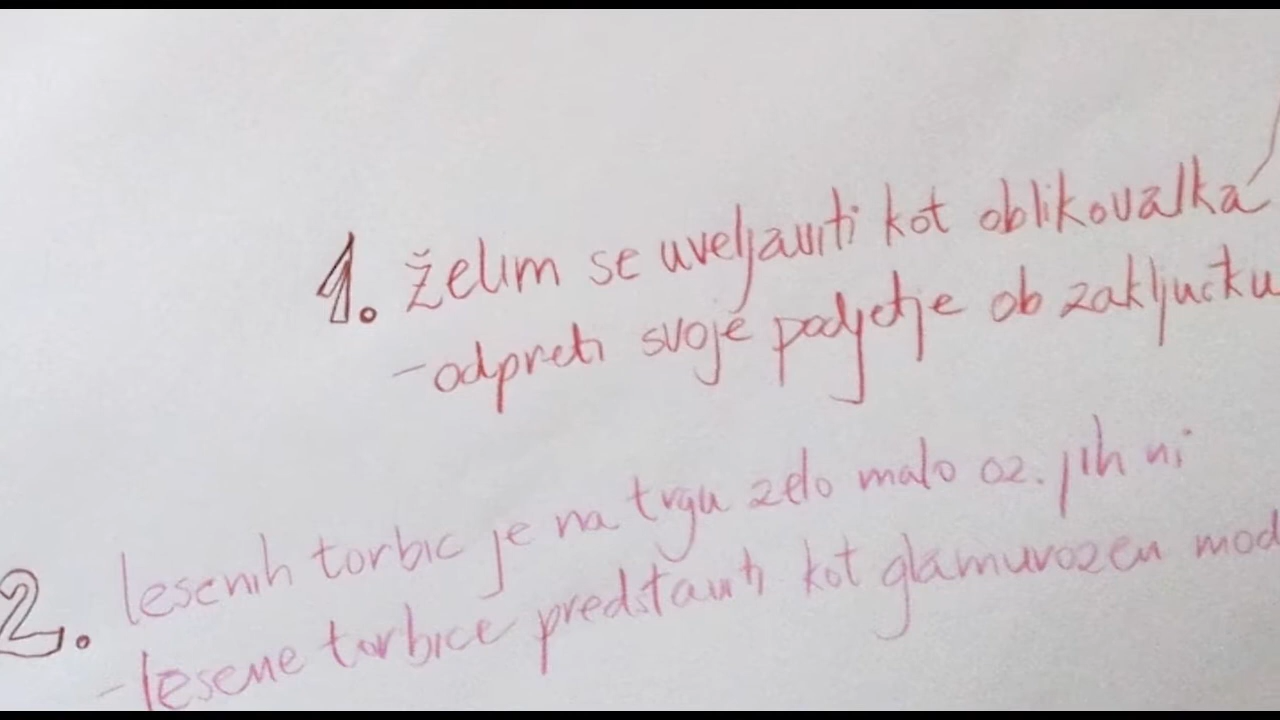 1. želim se uveljaviti kot oblikovalka
-odpreti svoje podjetje ob zaključku
2. lesenih torbic je na trgu zelo malo oz. jih ni
-lesene torbice predstaviti kot glamurozen mod